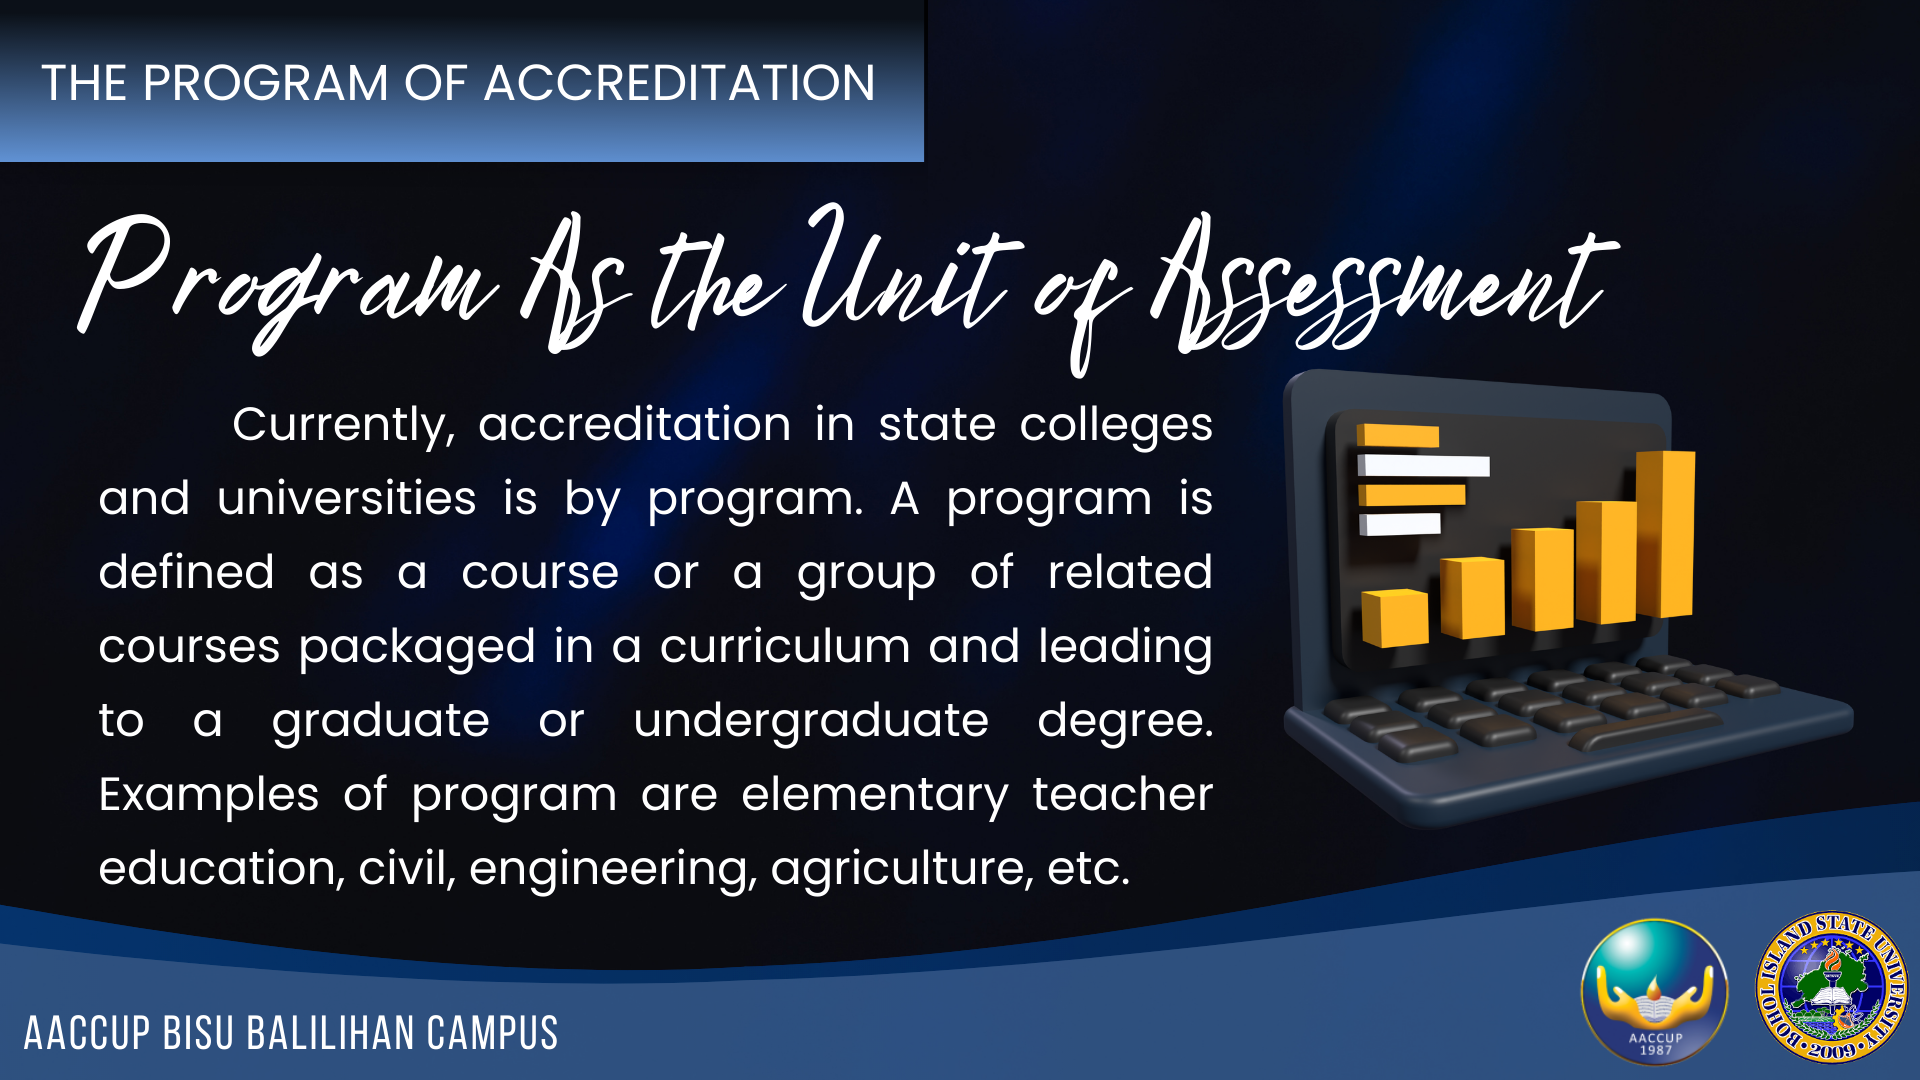 THE PROGRAM OF ACCREDITATION
Program As the Unit of Assessment
Currently, accreditation in state colleges
and universities is by program. A program is
defined as a course or a group of related
courses packaged in a curriculum and leading
to a graduate or undergraduate degree.
Examples of program are elementary teacher
education, civil, engineering, agriculture, etc.
AACCUP BISU BALILIHAN CAMPUS
AACCUP
1987
BOHOL ISLAND STATE UNIVERSITY
• 2009 •